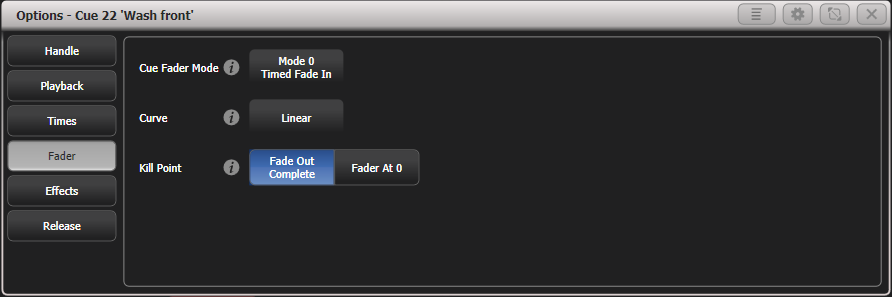 Options - Cue 22 'Wash front'
Handle
Playback
Times
Fader
Effects
Release
Cue Fader Mode
Mode 0
Timed Fade In
Curve
Linear
Kill Point
Fade Out
Complete
Fader At 0